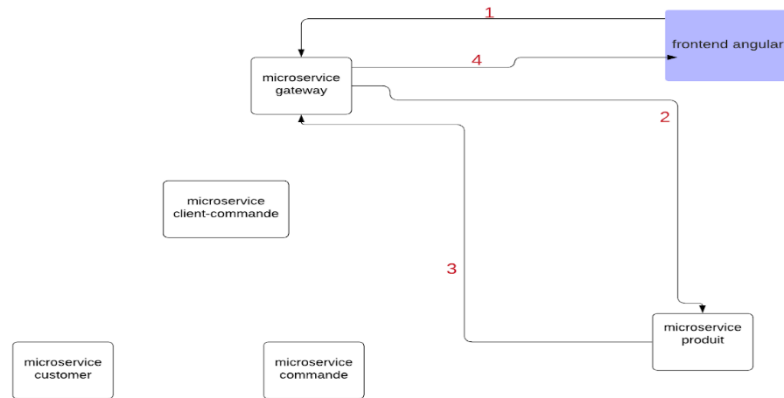 1
frontend angular
microservice
gateway
4
2
microservice
client-commande
3
microservice
produit
microservice
customer
microservice
commande